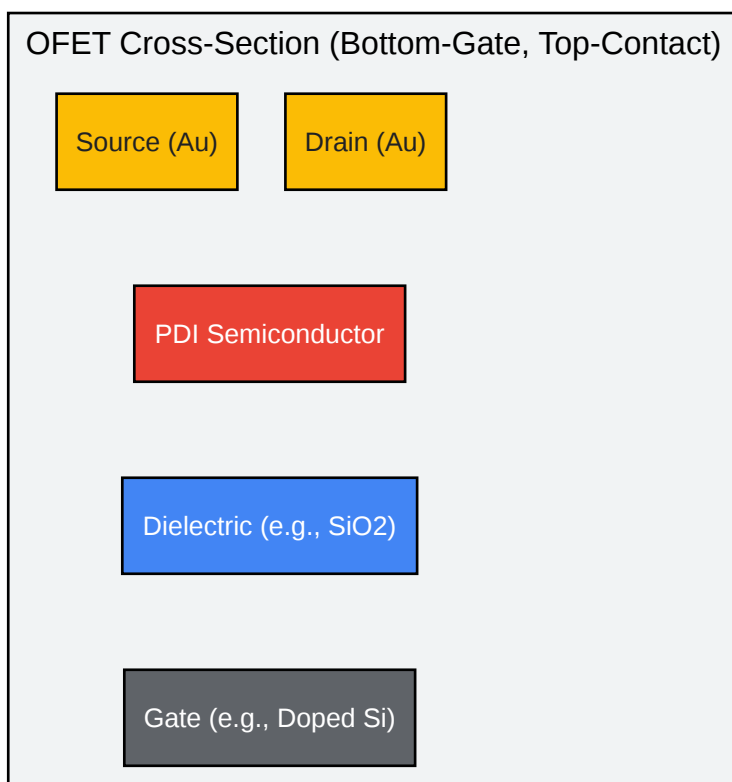 OFET Cross-Section (Bottom-Gate, Top-Contact)
Source (Au)
Drain (Au)
PDI Semiconductor
Dielectric (e.g., SiO2)
Gate (e.g., Doped Si)